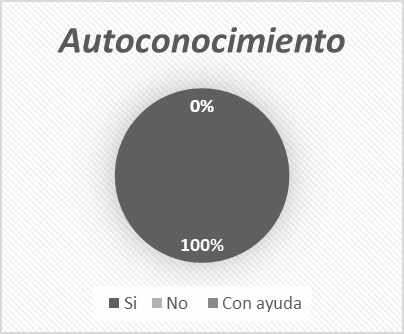 Autoconocimiento
0%
100%
Si No Con ayuda